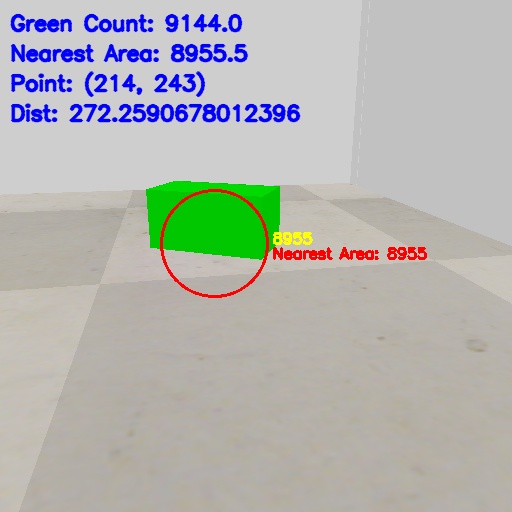 Green Count: 9144.0
Nearest Area: 8955.5
Point: (214, 243)
Dist: 272.2590678012396
8955
Nearest Area: 8955